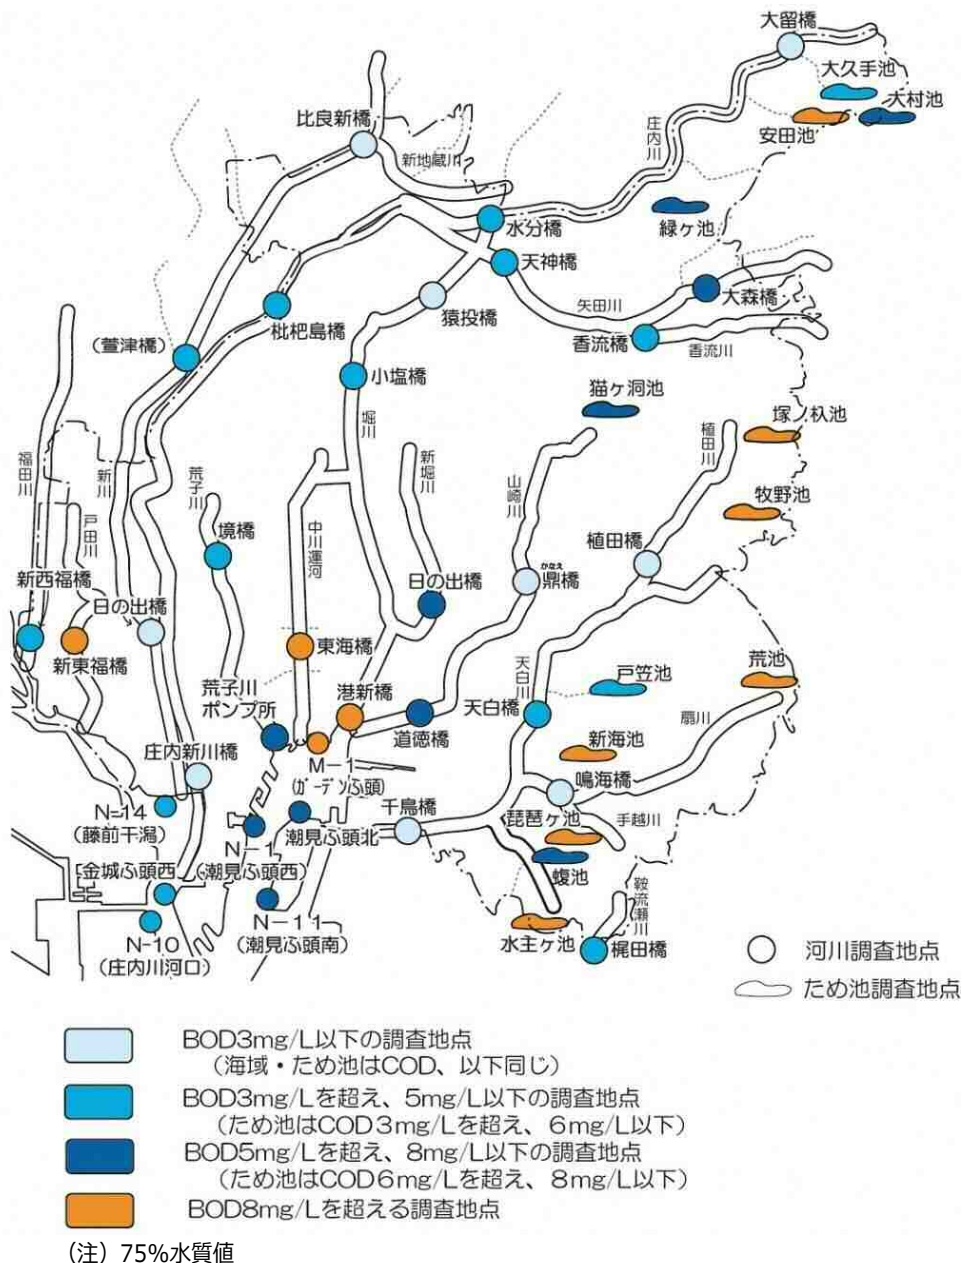 大留橋
大久手池
大村池
安田池
比良新橋
庄内川
新地蔵川
緑ヶ池
水分橋
天神橋
大森橋
矢田川
猿投橋
枇杷島橋
香流橋
香流川
(萱津橋)
小塩橋
猫ヶ洞池
塚ノ杁池
堀川
植田川
新堀川
福田川
新川
荒子川
山崎川
牧野池
戸田川
中川運河
境橋
植田橋
かなえ
鼎橋
新西福橋
日の出橋
日の出橋
新東福橋
東海橋
荒池
戸笠池
天白川
荒子川
ポンプ所
港新橋
天白橋
扇川
道徳橋
新海池
庄内新川橋
M-1
(ガーデンふ頭)
鳴海橋
千鳥橋
琵琶ヶ池
手越川
N-14
(藤前干潟)
潮見ふ頭北
N-1
(潮見ふ頭西)
金城ふ頭西
蝮池
鞍流瀬川
N-11
(潮見ふ頭南)
水主ヶ池
梶田橋
N-10
(庄内川河口)
河川調査地点
ため池調査地点
BOD3mg/L以下の調査地点
(海域・ため池はCOD、以下同じ)
BOD3mg/Lを超え、5mg/L以下の調査地点
(ため池はCOD3mg/Lを超え、6mg/L以下)
BOD5mg/Lを超え、8mg/L以下の調査地点
(ため池はCOD6mg/Lを超え、8mg/L以下)
BOD8mg/Lを超える調査地点
(注)75%水質値